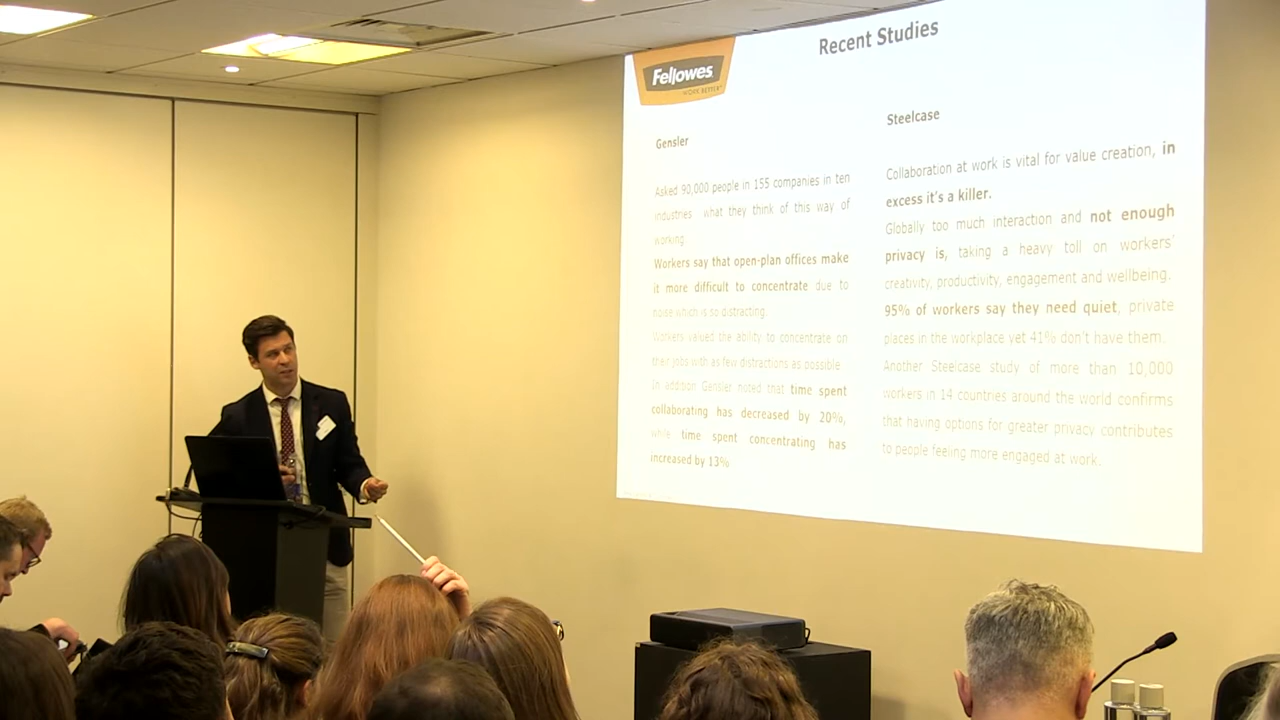 Recent Studies
Fellowes
WORK BETTER
Gensler
Asked 90,000 people in 155 companies in ten
industries what they think of this way of
working.
Workers say that open-plan offices make
it more difficult to concentrate due to
noise which is so distracting.
Workers valued the ability to concentrate on
their jobs with as few distractions as possible
In addition Gensler noted that time spent
collaborating has decreased by 20%,
while time spent concentrating has
increased by 13%
Steelcase
Collaboration at work is vital for value creation, in
excess it's a killer.
Globally too much interaction and not enough
privacy is, taking a heavy toll on workers'
creativity, productivity, engagement and wellbeing.
95% of workers say they need quiet, private
places in the workplace yet 41% don't have them.
Another Steelcase study of more than 10,000
workers in 14 countries around the world confirms
that having options for greater privacy contributes
to people feeling more engaged at work.